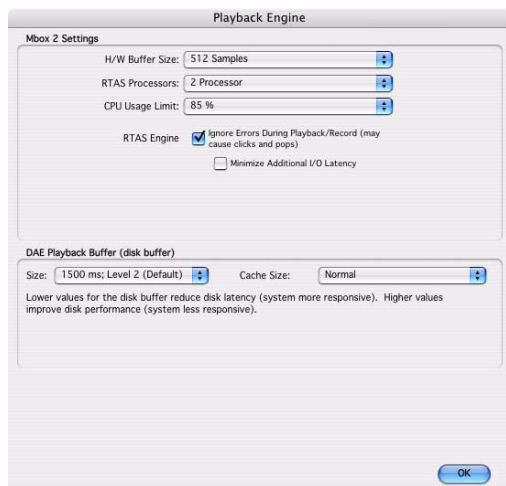 Playback Engine
Mbox 2 Settings
H/W Buffer Size: 512 Samples
RTAS Processors: 2 Processor
CPU Usage Limit: 85 %
RTAS Engine Ignore Errors During Playback/Record (may
cause clicks and pops)
Minimize Additional I/O Latency
DAE Playback Buffer (disk buffer)
Size: 1500 ms; Level 2 (Default) Cache Size: Normal
Lower values for the disk buffer reduce disk latency (system more responsive). Higher values
improve disk performance (system less responsive).
OK